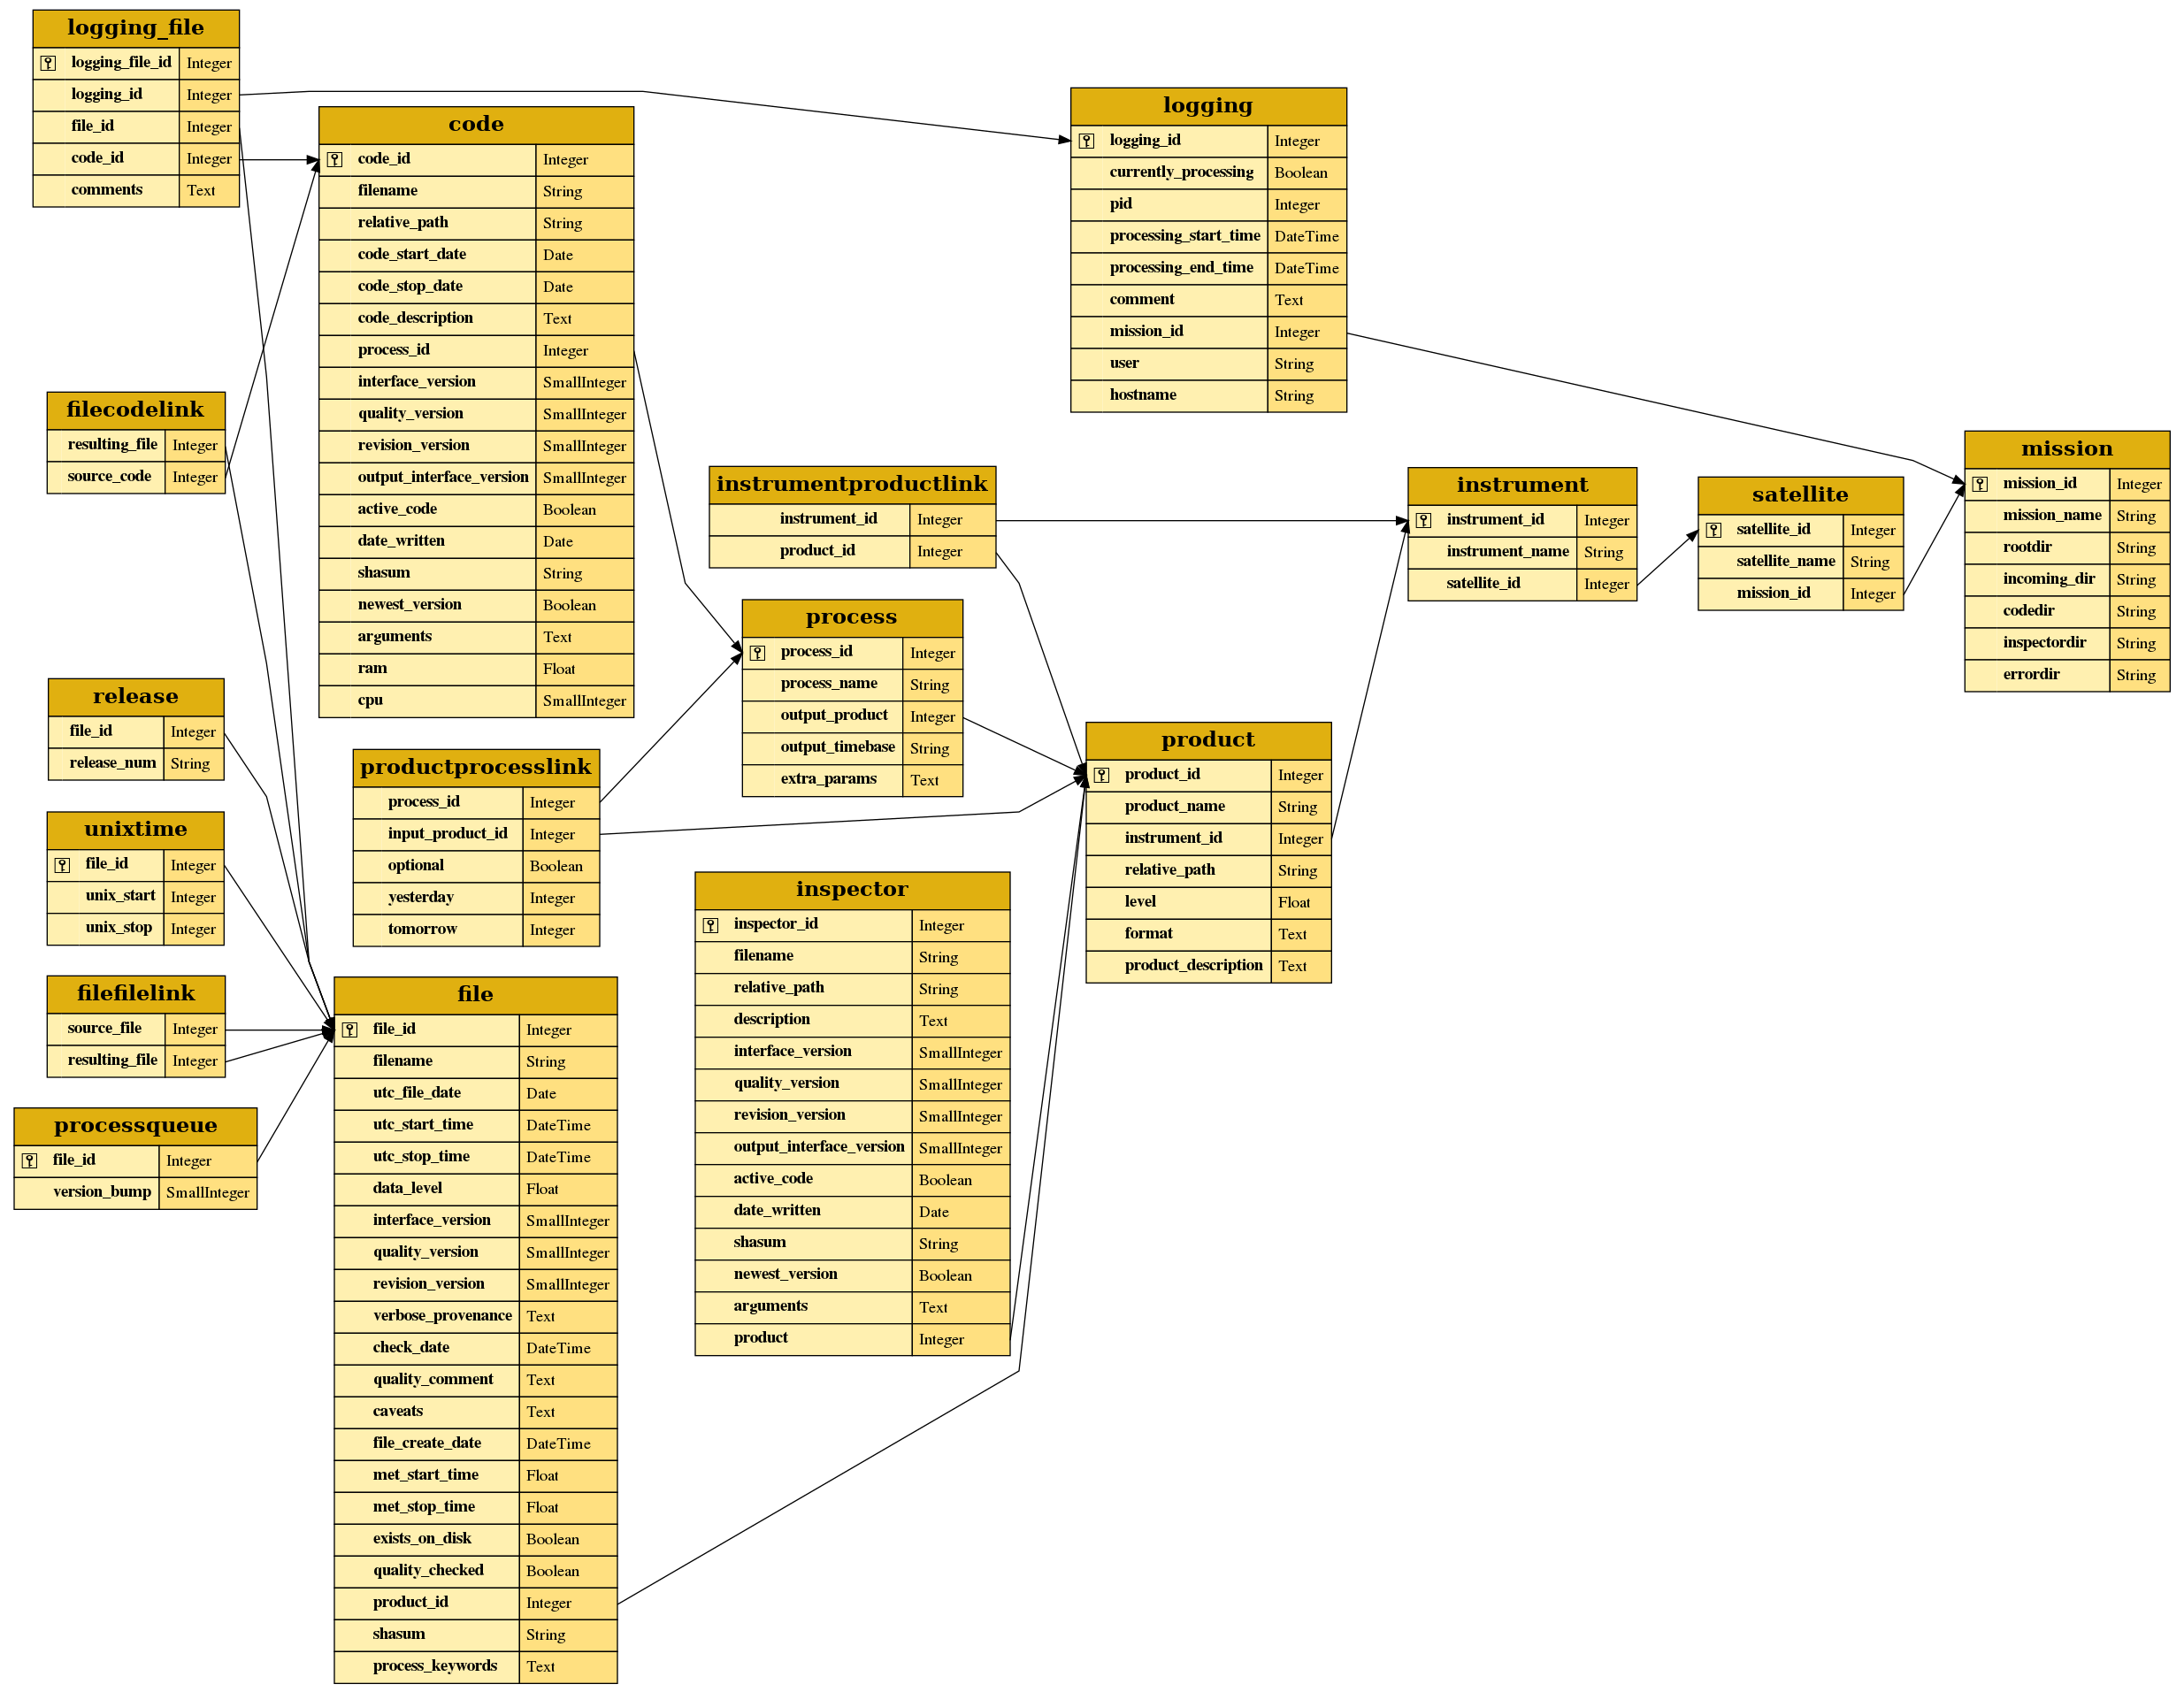 logging_file
logging_file_id Integer
logging_id Integer
file_id Integer
code_id Integer
comments Text
code
code_id Integer
filename String
relative_path String
code_start_date Date
code_stop_date Date
code_description Text
process_id Integer
interface_version SmallInteger
quality_version SmallInteger
revision_version SmallInteger
output_interface_version SmallInteger
active_code Boolean
date_written Date
shasum String
newest_version Boolean
arguments Text
ram Float
cpu SmallInteger
logging
logging_id Integer
currently_processing Boolean
pid Integer
processing_start_time DateTime
processing_end_time DateTime
comment Text
mission_id Integer
user String
hostname String
filecodelink
resulting_file Integer
source_code Integer
instrumentproductlink
instrument_id Integer
product_id Integer
instrument
instrument_id Integer
instrument_name String
satellite_id Integer
satellite
satellite_id Integer
satellite_name String
mission_id Integer
mission
mission_id Integer
mission_name String
rootdir String
incoming_dir String
codedir String
inspectordir String
errordir String
process
process_id Integer
process_name String
output_product Integer
output_timebase String
extra_params Text
release
file_id Integer
release_num String
productprocesslink
process_id Integer
input_product_id Integer
optional Boolean
yesterday Integer
tomorrow Integer
product
product_id Integer
product_name String
instrument_id Integer
relative_path String
level Float
format Text
product_description Text
unixtime
file_id Integer
unix_start Integer
unix_stop Integer
inspector
inspector_id Integer
filename String
relative_path String
description Text
interface_version SmallInteger
quality_version SmallInteger
revision_version SmallInteger
output_interface_version SmallInteger
active_code Boolean
date_written Date
shasum String
newest_version Boolean
arguments Text
product Integer
filefilelink
source_file Integer
resulting_file Integer
file
file_id Integer
filename String
utc_file_date Date
utc_start_time DateTime
utc_stop_time DateTime
data_level Float
interface_version SmallInteger
quality_version SmallInteger
revision_version SmallInteger
verbose_provenance Text
check_date DateTime
quality_comment Text
caveats Text
file_create_date DateTime
met_start_time Float
met_stop_time Float
exists_on_disk Boolean
quality_checked Boolean
product_id Integer
shasum String
process_keywords Text
processqueue
file_id Integer
version_bump SmallInteger